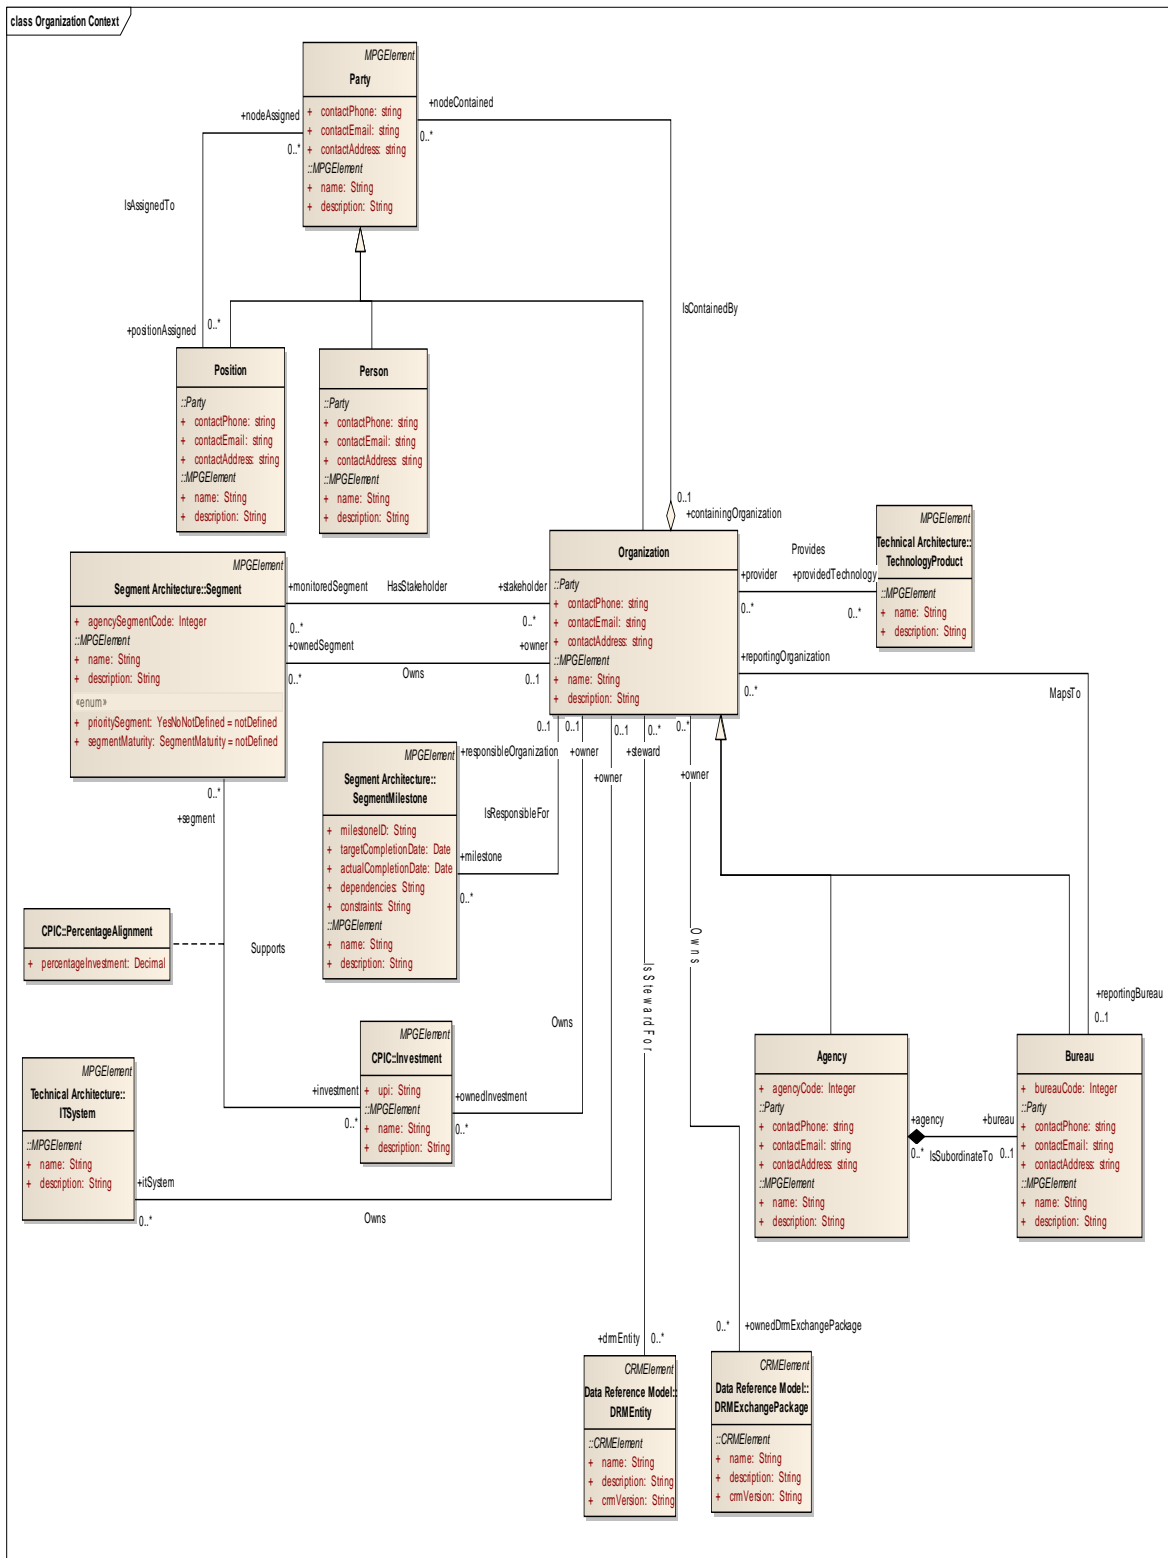 class Organization Context
MPGElement
Party
+ contactPhone: string
+ contactEmail: string
+ contactAddress: string
::MPGElement
+ name: String
+ description: String
+nodeAssigned
0..*
+nodeContained
0..*
IsAssignedTo
IsContainedBy
+positionAssigned
0..*
Position
::Party
+ contactPhone: string
+ contactEmail: string
+ contactAddress: string
::MPGElement
+ name: String
+ description: String
Person
::Party
+ contactPhone: string
+ contactEmail: string
+ contactAddress: string
::MPGElement
+ name: String
+ description: String
0..1
+containingOrganization
Organization
::Party
+ contactPhone: string
+ contactEmail: string
+ contactAddress: string
::MPGElement
+ name: String
+ description: String
MPGElement
Technical Architecture::
TechnologyProduct
::MPGElement
+ name: String
+ description: String
Provides
+provider
+providedTechnology
0..*
0..*
MPGElement
Segment Architecture::Segment
+ agencySegmentCode: Integer
::MPGElement
+ name: String
+ description: String
«enum»
+ prioritySegment: YesNoNotDefined = notDefined
+ segmentMaturity: SegmentMaturity = notDefined
+monitoredSegment
HasStakeholder
+stakeholder
0..*
0..*
+ownedSegment
+owner
0..*
Owns
0..1
+reportingOrganization
0..*
MapsTo
0..1
0..1
0..1
0..*
0..*
+responsibleOrganization
+owner
+owner
+steward
+owner
Segment Architecture::
SegmentMilestone
+ milestoneID: String
+ targetCompletionDate: Date
+ actualCompletionDate: Date
+ dependencies: String
+ constraints: String
::MPGElement
+ name: String
+ description: String
IsResponsibleFor
+milestone
0..*
0..*
+segment
CPIC::PercentageAlignment
+ percentageInvestment: Decimal
Supports
Owns
IsStewardFor
Owns
+reportingBureau
0..1
MPGElement
CPIC::Investment
+ upi: String
::MPGElement
+ name: String
+ description: String
+investment
0..*
+ownedInvestment
0..*
MPGElement
Technical Architecture::
ITSystem
::MPGElement
+ name: String
+ description: String
+itSystem
0..*
Owns
Agency
+ agencyCode: Integer
::Party
+ contactPhone: string
+ contactEmail: string
+ contactAddress: string
::MPGElement
+ name: String
+ description: String
+agency
+bureau
0..*
IsSubordinateTo
0..1
Bureau
+ bureauCode: Integer
::Party
+ contactPhone: string
+ contactEmail: string
+ contactAddress: string
::MPGElement
+ name: String
+ description: String
+drmEntity
0..*
0..*
+ownedDrmExchangePackage
CRMElement
Data Reference Model::
DRMEntity
::CRMElement
+ name: String
+ description: String
+ crmVersion: String
CRMElement
Data Reference Model::
DRMExchangePackage
::CRMElement
+ name: String
+ description: String
+ crmVersion: String